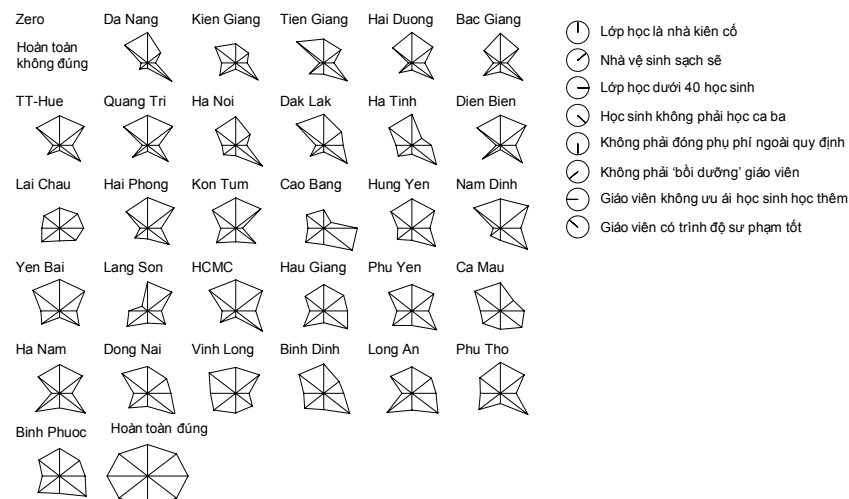 Zero Da Nang Kien Giang Tien Giang Hai Duong Bac Giang
Hoàn toàn
không đúng
TT-Hue Quang Tri Ha Noi Dak Lak Ha Tinh Dien Bien
Lai Chau Hai Phong Kon Tum Cao Bang Hung Yen Nam Dinh
Yen Bai Lang Son HCMC Hau Giang Phu Yen Ca Mau
Ha Nam Dong Nai Vinh Long Binh Dinh Long An Phu Tho
Binh Phuoc Hoàn toàn đúng
Lớp học là nhà kiên cố
Nhà vệ sinh sạch sẽ
Lớp học dưới 40 học sinh
Học sinh không phải học ca ba
Không phải đóng phụ phí ngoài quy định
Không phải 'bồi dưỡng' giáo viên
Giáo viên không ưu ái học sinh học thêm
Giáo viên có trình độ sư phạm tốt